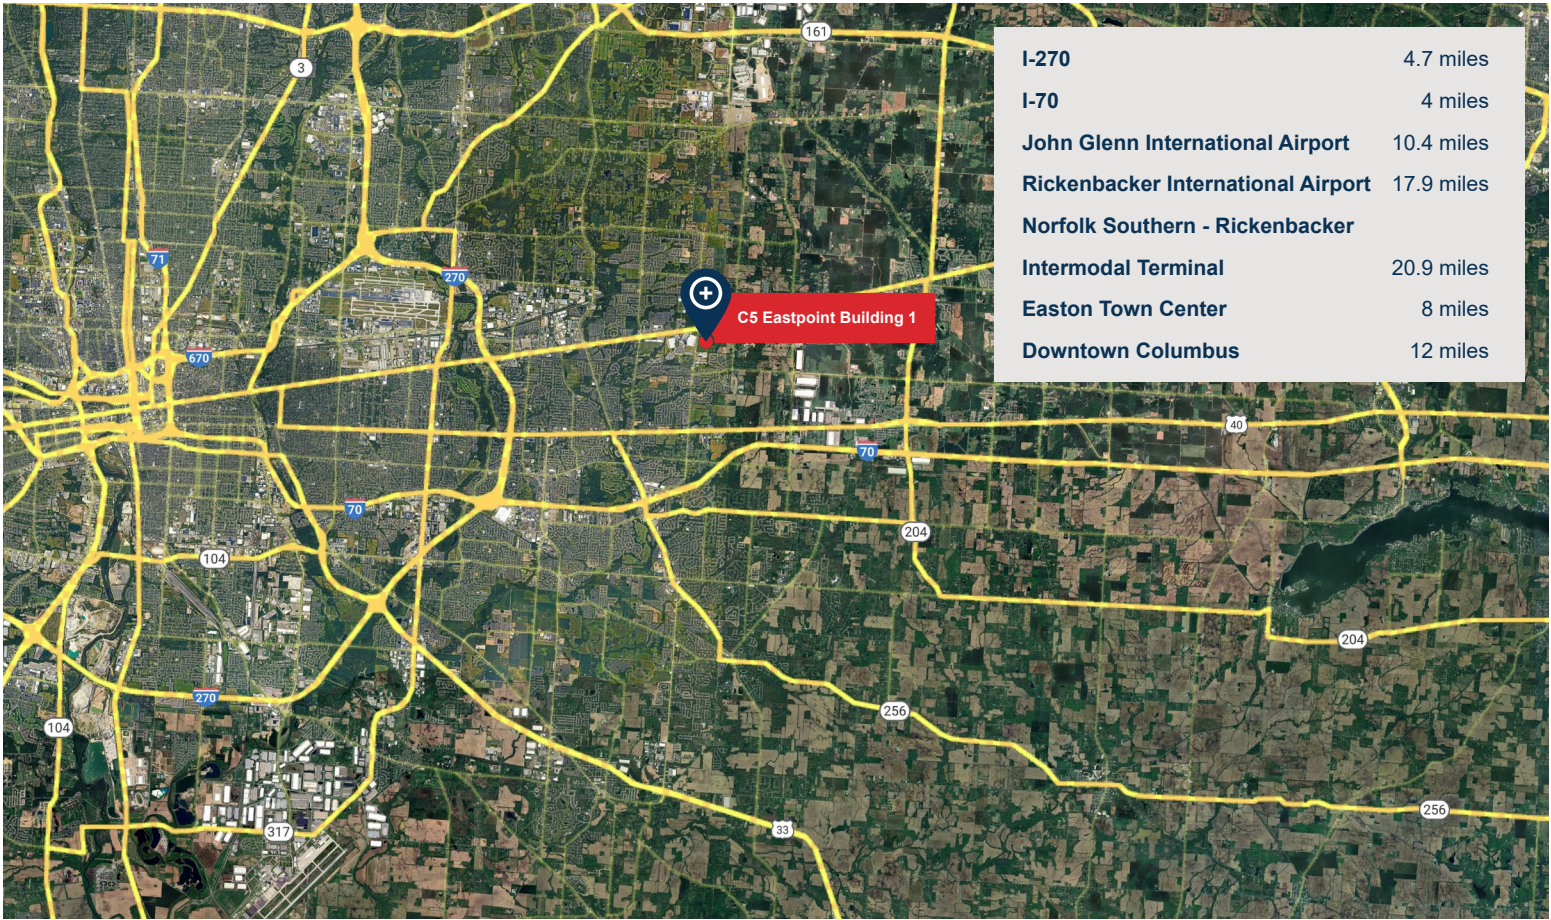 161
3
I-270 4.7 miles
I-70 4 miles
John Glenn International Airport 10.4 miles
Rickenbacker International Airport 17.9 miles
Norfolk Southern - Rickenbacker
Intermodal Terminal 20.9 miles
Easton Town Center 8 miles
Downtown Columbus 12 miles
71
270
C5 Eastpoint Building 1
670
40
70
70
204
104
204
270
256
104
256
317
33